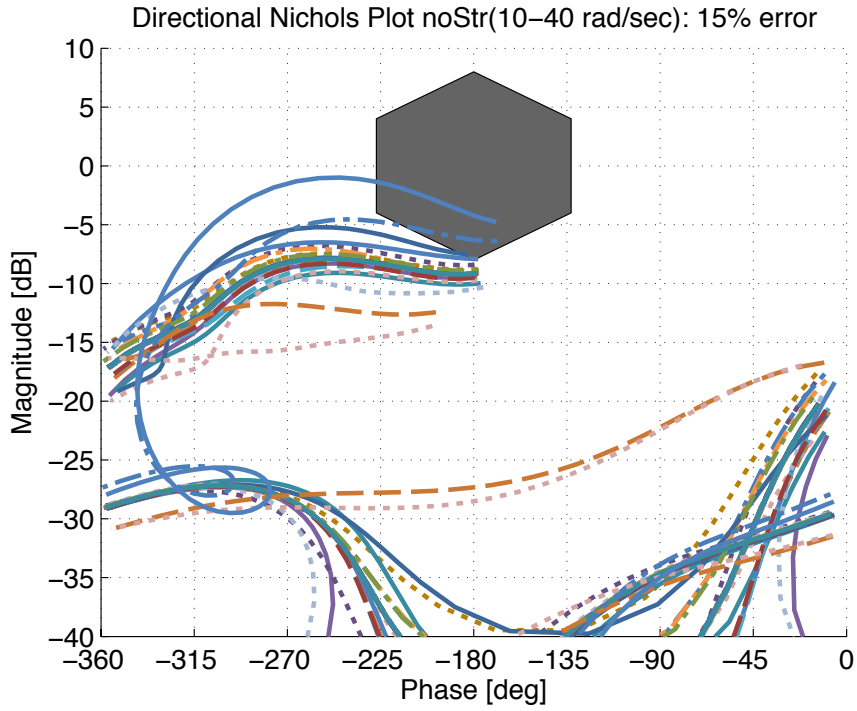 Directional Nichols Plot noStr(10−40 rad/sec): 15% error
10
5
0
−5
−10
−15
−20
−25
−30
−35
−40
Magnitude [dB]
−360 −315 −270 −225 −180 −135 −90 −45 0
Phase [deg]